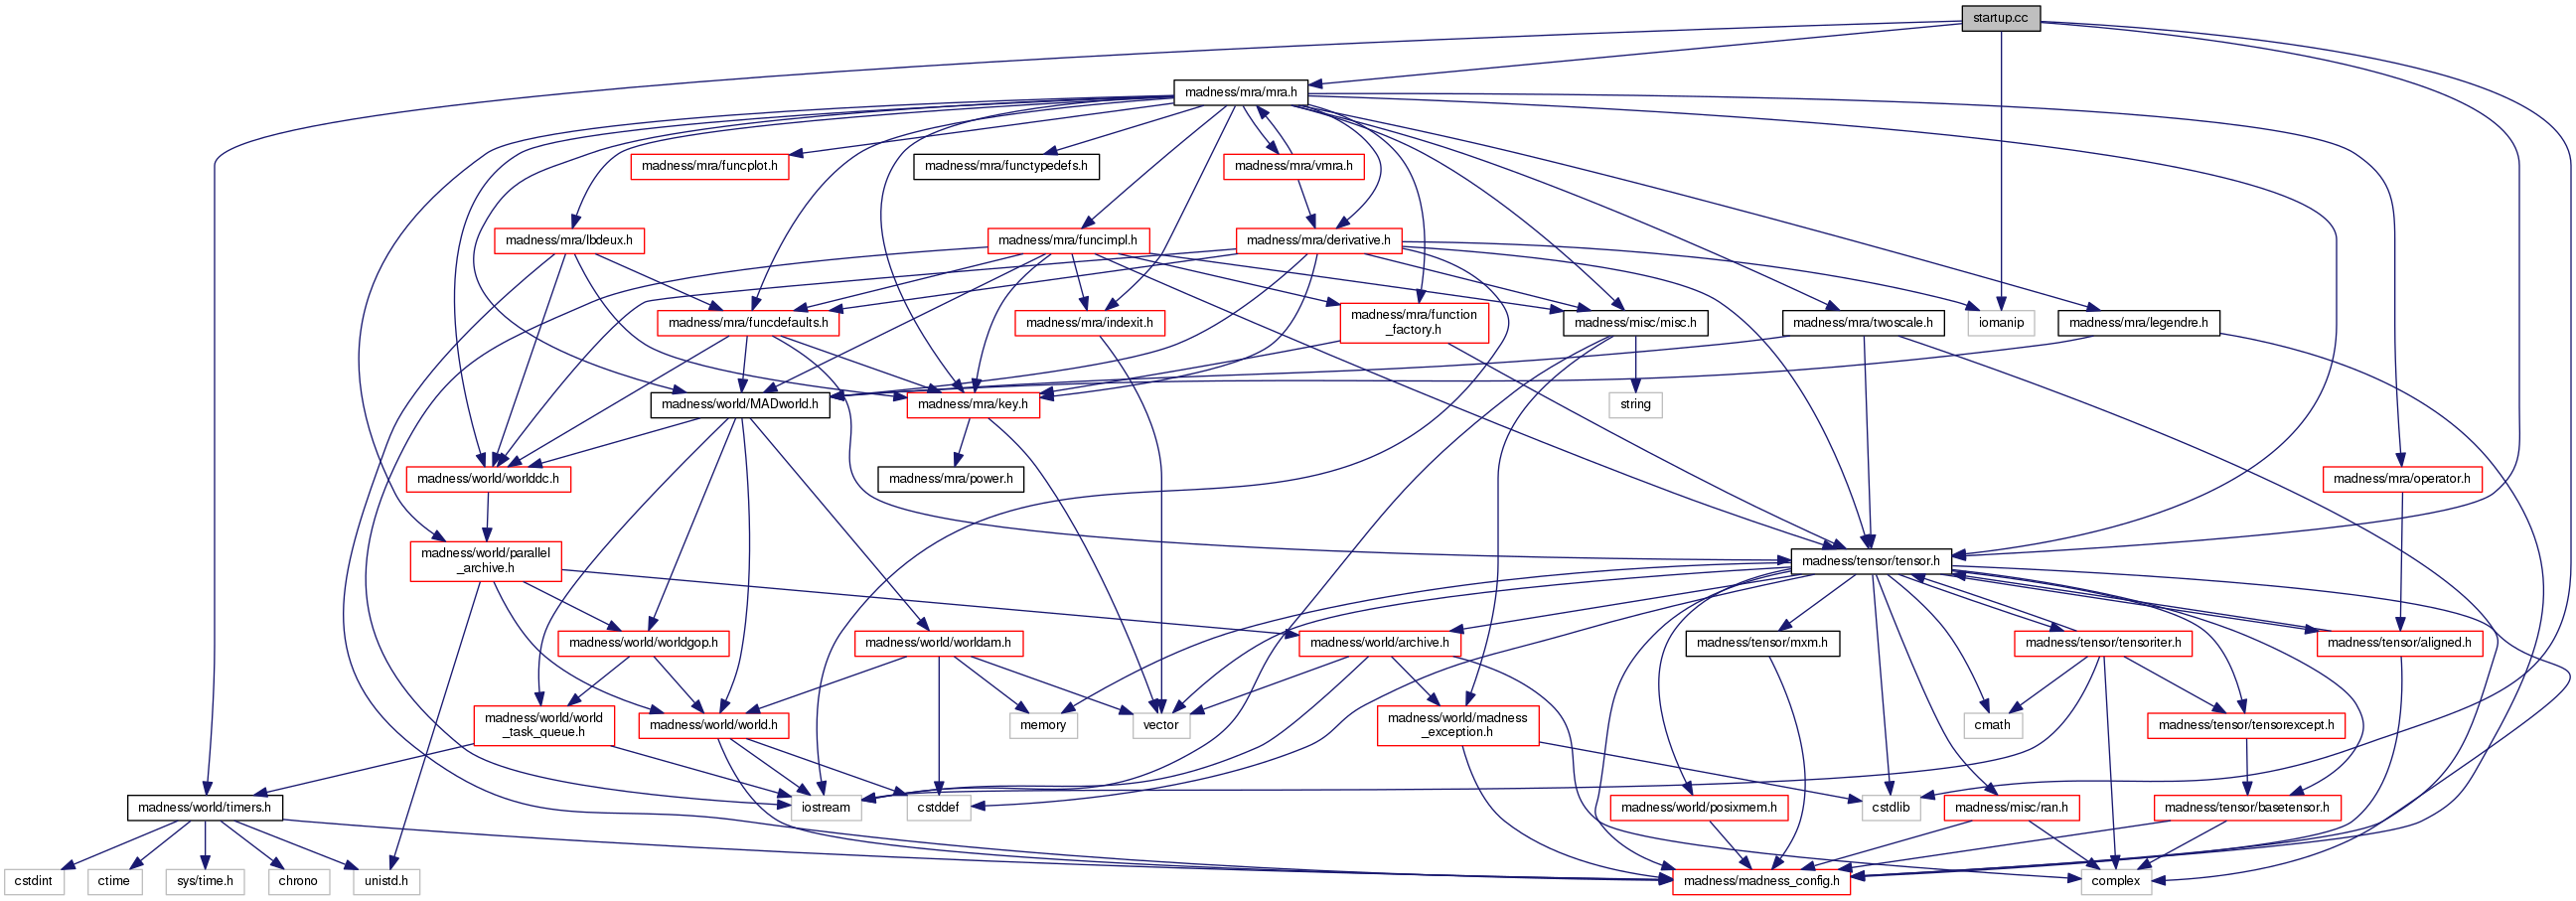 startup.cc
madness/mra/mra.h
madness/mra/funcplot.h
madness/mra/functypedefs.h
madness/mra/vmra.h
madness/mra/lbdeux.h
madness/mra/funcimpl.h
madness/mra/derivative.h
madness/mra/funcdefaults.h
madness/mra/indexit.h
madness/mra/function
_factory.h
madness/misc/misc.h
madness/mra/twoscale.h
iomanip
madness/mra/legendre.h
madness/world/MADworld.h
madness/mra/key.h
string
madness/world/worlddc.h
madness/mra/power.h
madness/mra/operator.h
madness/world/parallel
_archive.h
madness/tensor/tensor.h
madness/world/worldgop.h
madness/world/worldam.h
madness/world/archive.h
madness/tensor/mxm.h
madness/tensor/tensoriter.h
madness/tensor/aligned.h
madness/world/world
_task_queue.h
madness/world/world.h
memory
vector
madness/world/madness
_exception.h
cmath
madness/tensor/tensorexcept.h
madness/world/timers.h
iostream
cstddef
madness/world/posixmem.h
cstdlib
madness/misc/ran.h
madness/tensor/basetensor.h
cstdint
ctime
sys/time.h
chrono
unistd.h
madness/madness_config.h
complex